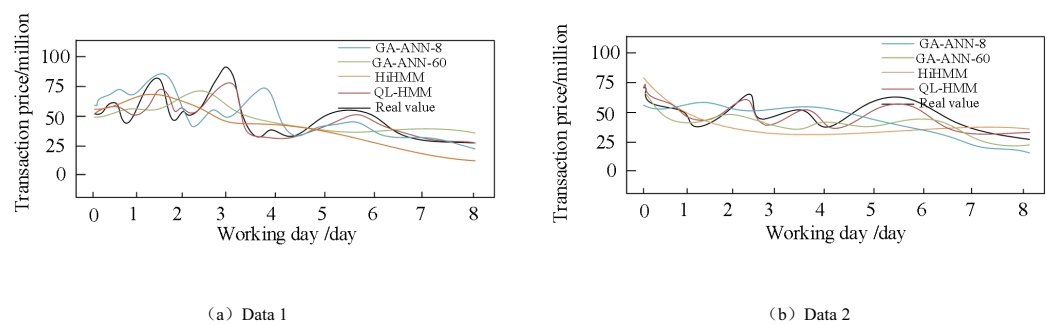 Transaction price/million
100
75
50
25
0
0 1 2 3 4 5 6 7 8
Working day /day
GA-ANN-8
GA-ANN-60
HiHMM
QL-HMM
Real value
（a）Data 1
Transaction price/million
100
75
50
25
0
0 1 2 3 4 5 6 7 8
Working day /day
GA-ANN-8
GA-ANN-60
HiHMM
QL-HMM
Real value
（b）Data 2